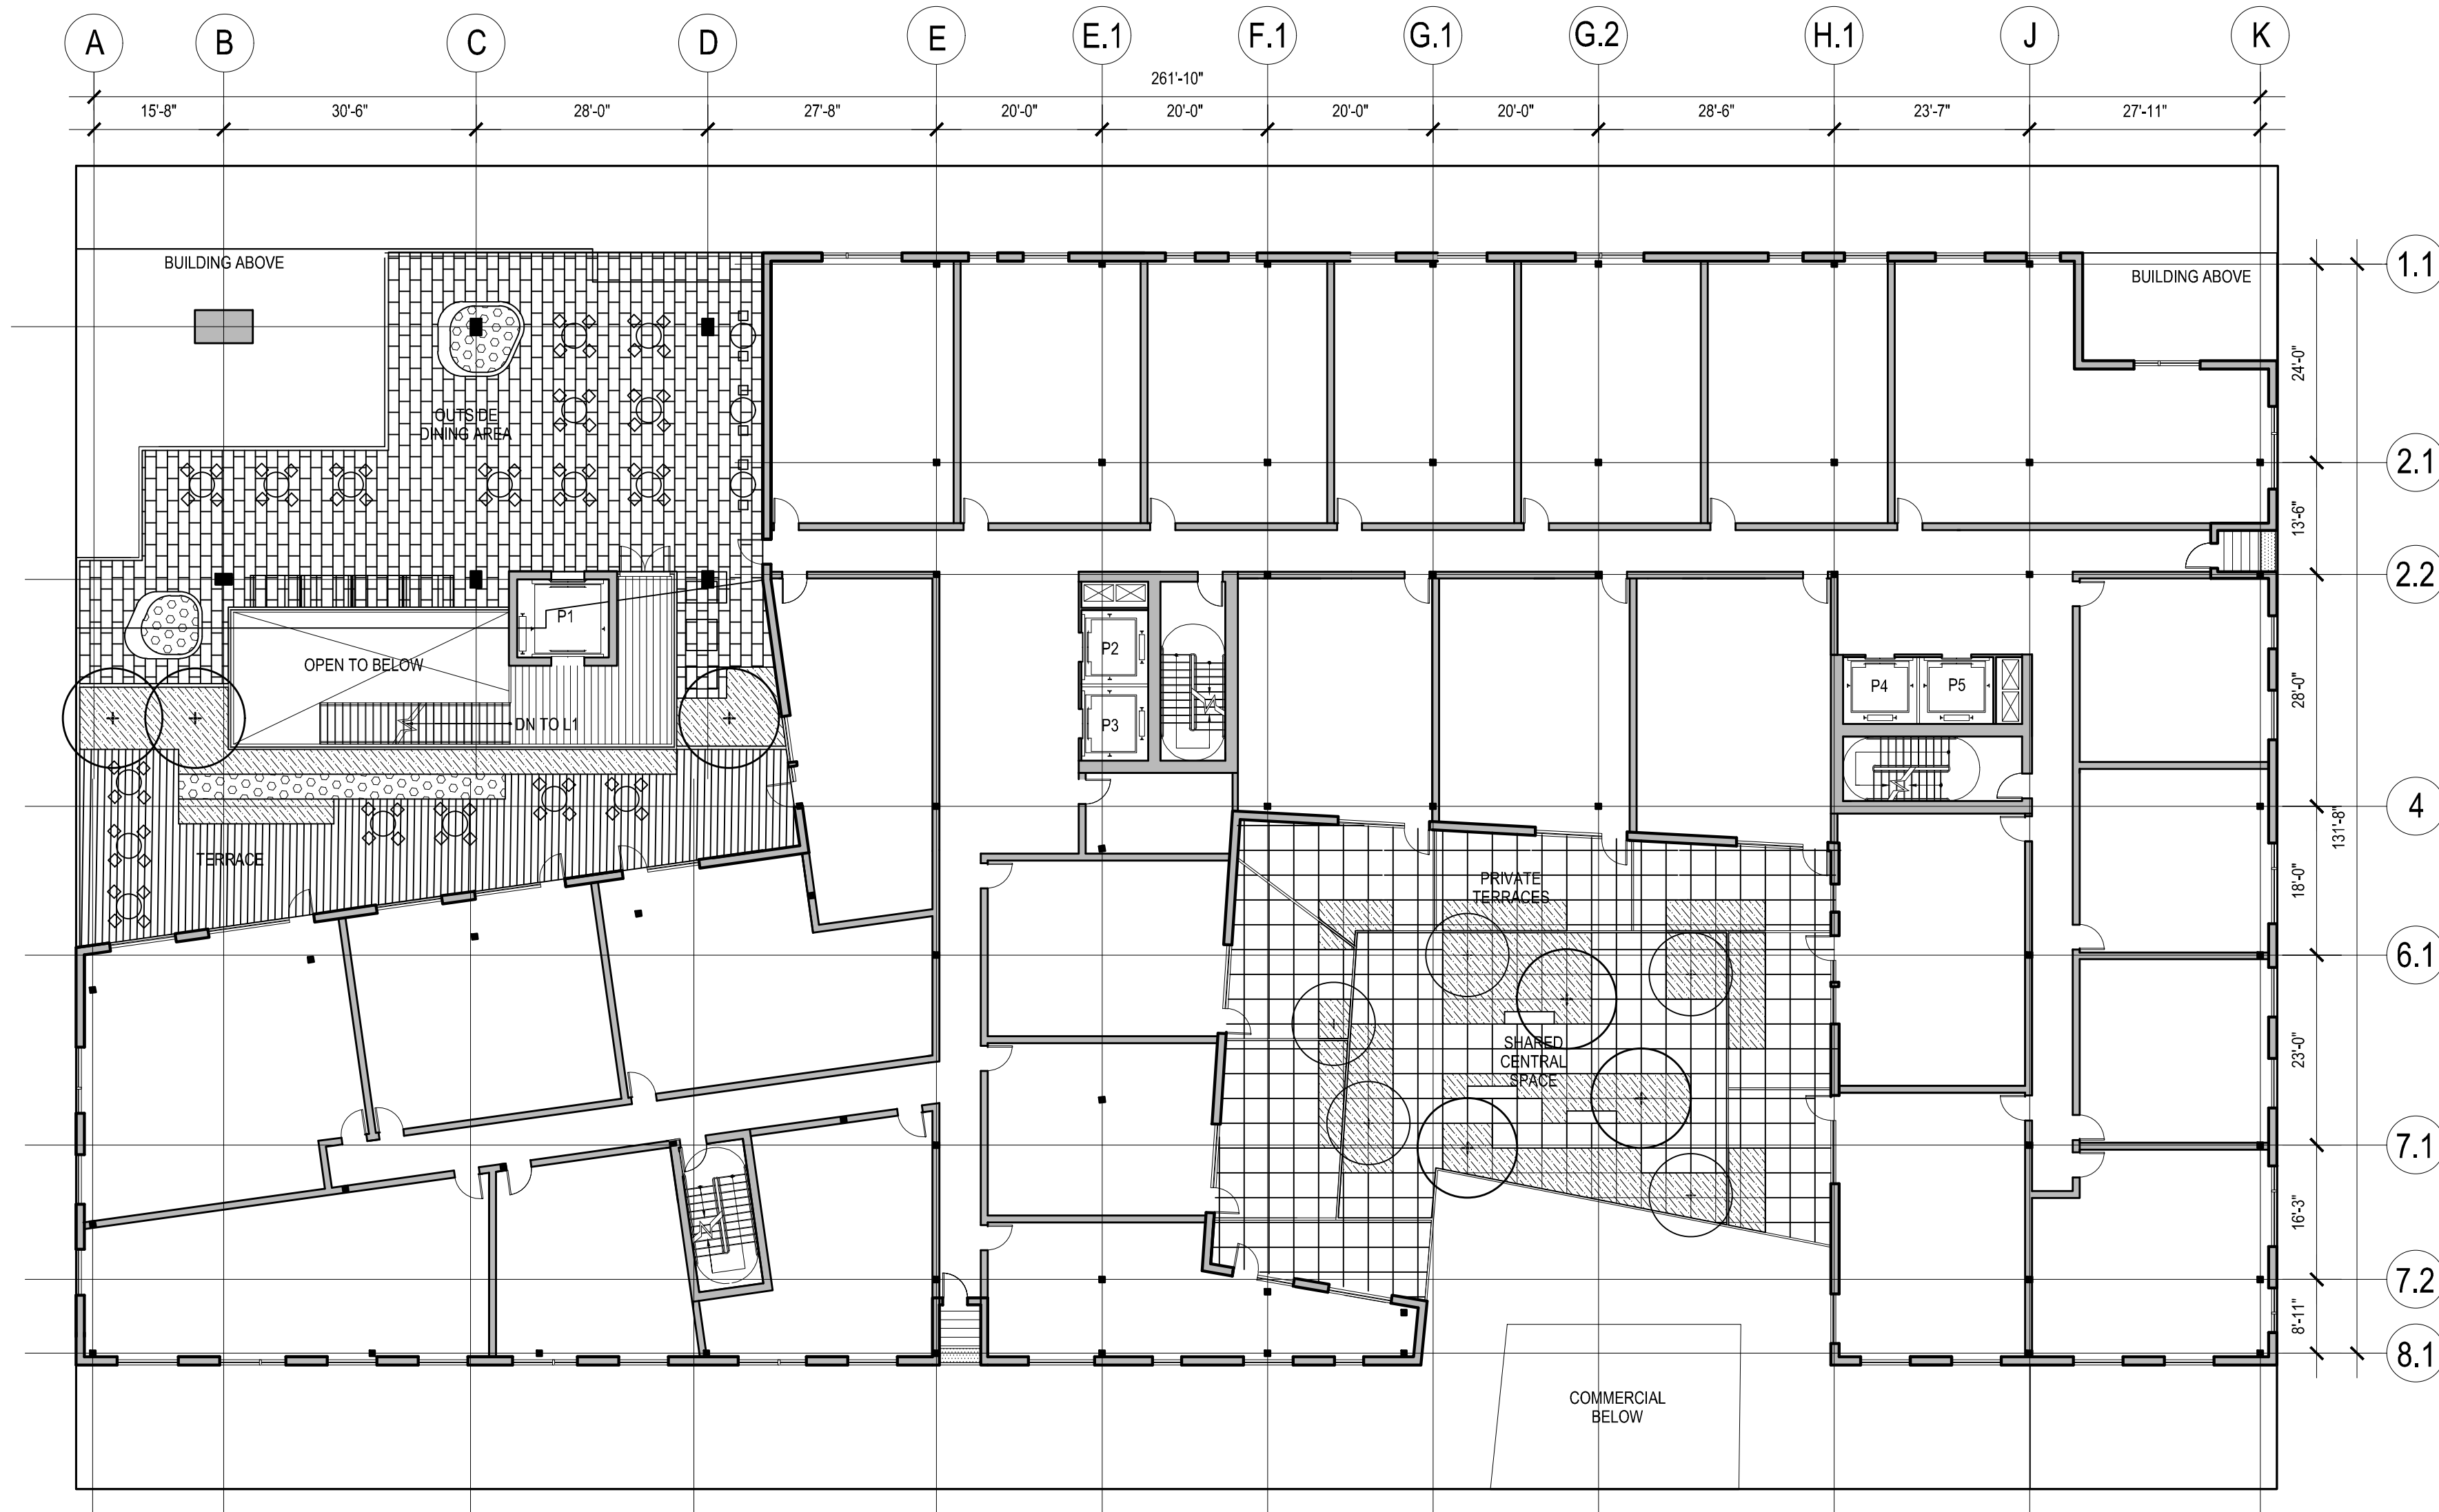 A B C D E E.1 F.1 G.1 G.2 H.1 J K
261'-10"
15'-8" 30'-6" 28'-0" 27'-8" 20'-0" 20'-0" 20'-0" 20'-0" 28'-6" 23'-7" 27'-11"
BUILDING ABOVE
BUILDING ABOVE
1.1
24'-0"
OUTSIDE
DINING AREA
2.1
13'-6"
2.2
P1
OPEN TO BELOW
DN TO L1
P2
P3
P4 P5
28'-0"
4
131'-8"
TERRACE
PRIVATE
TERRACES
18'-0"
6.1
SHARED
CENTRAL
SPACE
23'-0"
7.1
16'-3"
7.2
8'-11"
8.1
COMMERCIAL
BELOW